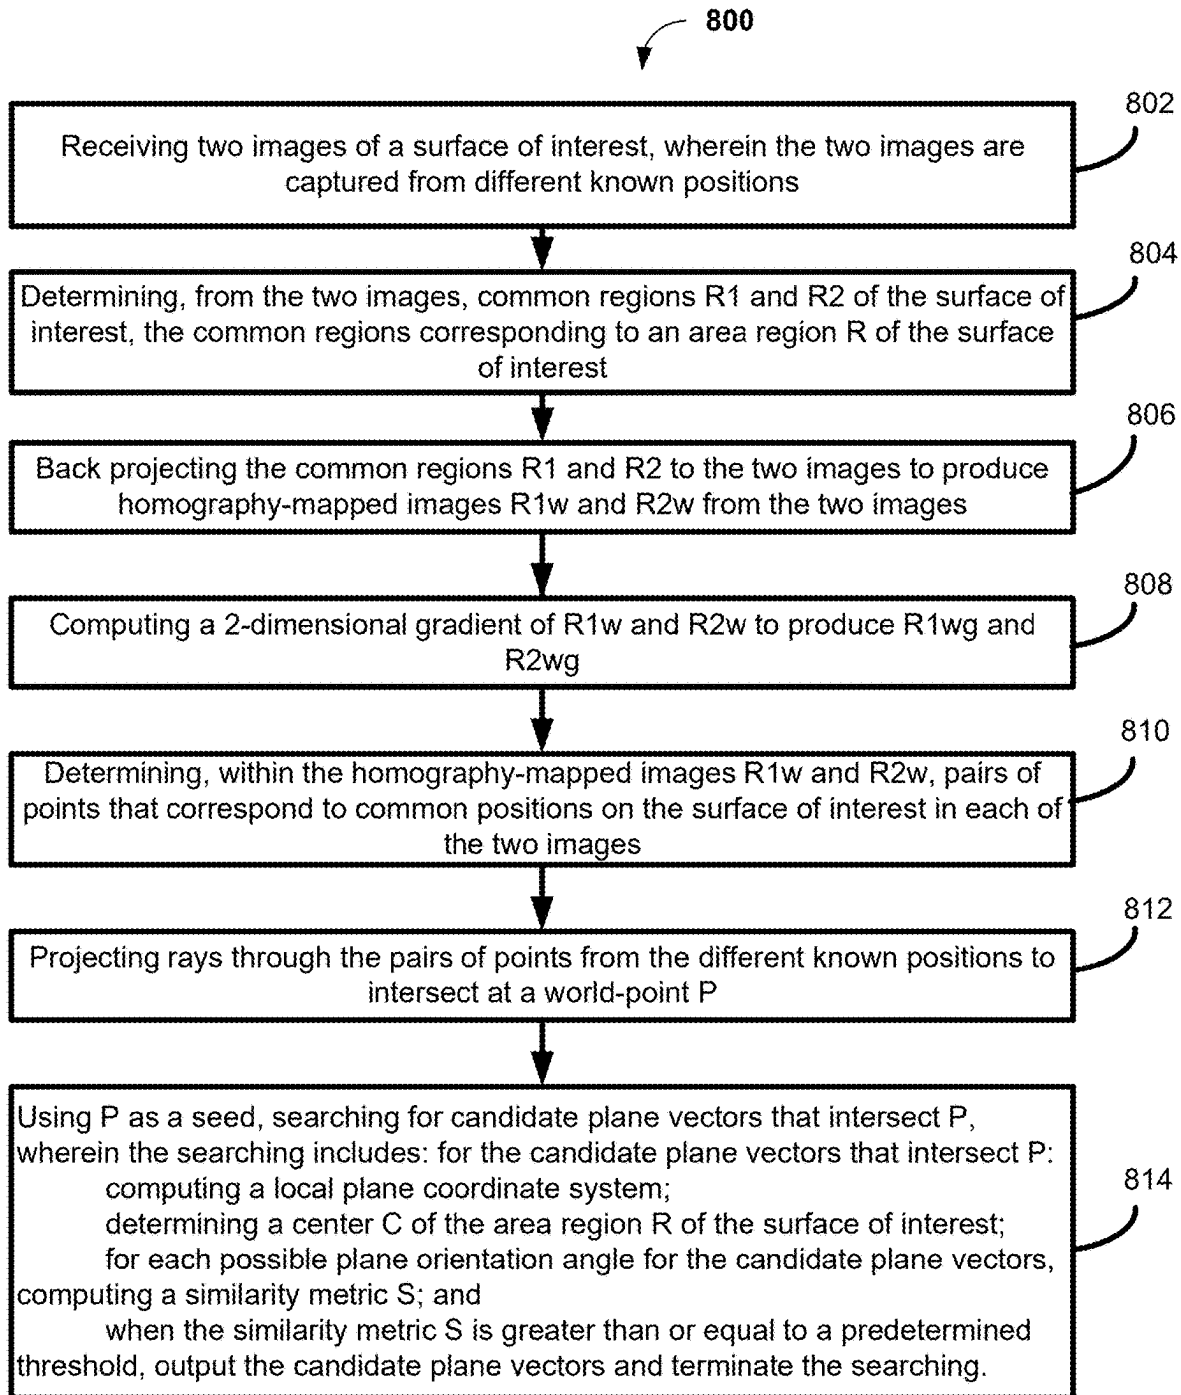 800
802
Receiving two images of a surface of interest, wherein the two images are
captured from different known positions
804
Determining, from the two images, common regions R1 and R2 of the surface of
interest, the common regions corresponding to an area region R of the surface
of interest
806
Back projecting the common regions R1 and R2 to the two images to produce
homography-mapped images R1w and R2w from the two images
808
Computing a 2-dimensional gradient of R1w and R2w to produce R1wg and
R2wg
810
Determining, within the homography-mapped images R1w and R2w, pairs of
points that correspond to common positions on the surface of interest in each of
the two images
812
Projecting rays through the pairs of points from the different known positions to
intersect at a world-point P
814
Using P as a seed, searching for candidate plane vectors that intersect P,
wherein the searching includes: for the candidate plane vectors that intersect P:
computing a local plane coordinate system;
determining a center C of the area region R of the surface of interest;
for each possible plane orientation angle for the candidate plane vectors,
computing a similarity metric S; and
when the similarity metric S is greater than or equal to a predetermined
threshold, output the candidate plane vectors and terminate the searching.